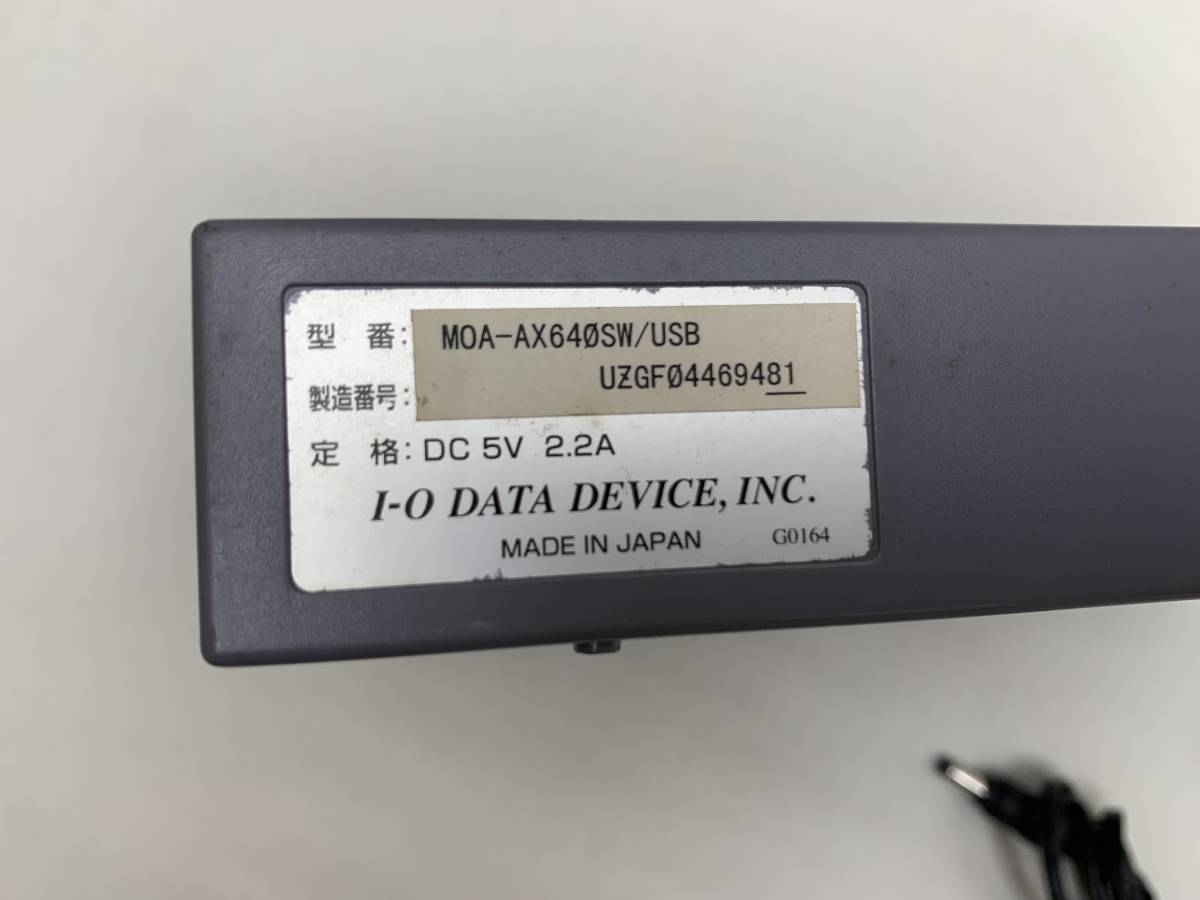 型 番: MOA-AX640SW/USB
製造番号: UZGF04469481
定 格: DC 5V 2.2A
I-O DATA DEVICE, INC.
MADE IN JAPAN G0164